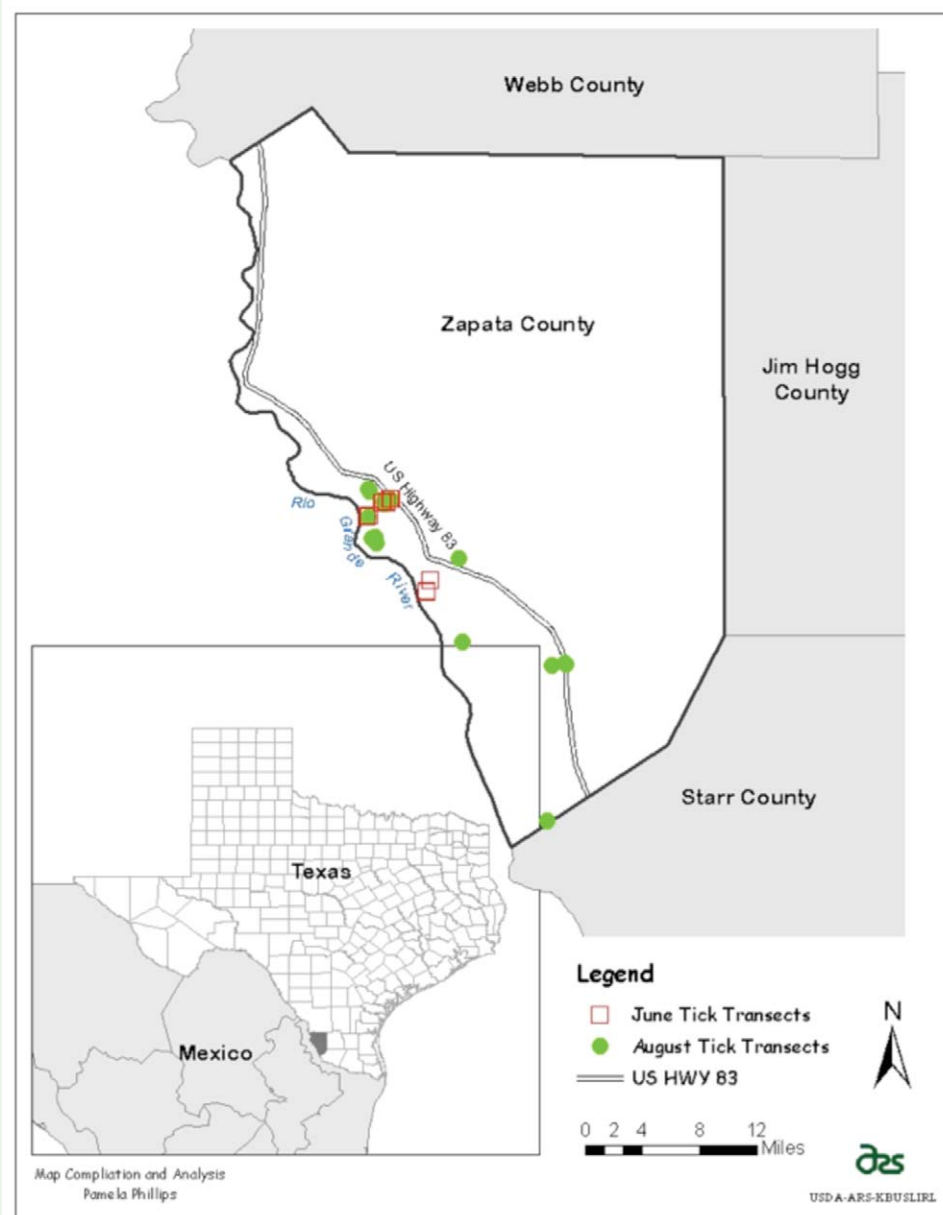 Webb County
Zapata County
Jim Hogg
County
US Highway 83
Rio
Grande
River
Starr County
Texas
Mexico
Legend
June Tick Transects
August Tick Transects
US HWY 83
N
0 2 4 8 12
Miles
Map Compliation and Analysis
Pamela Phillips
ars
USDA-ARS-KBUSLIRL